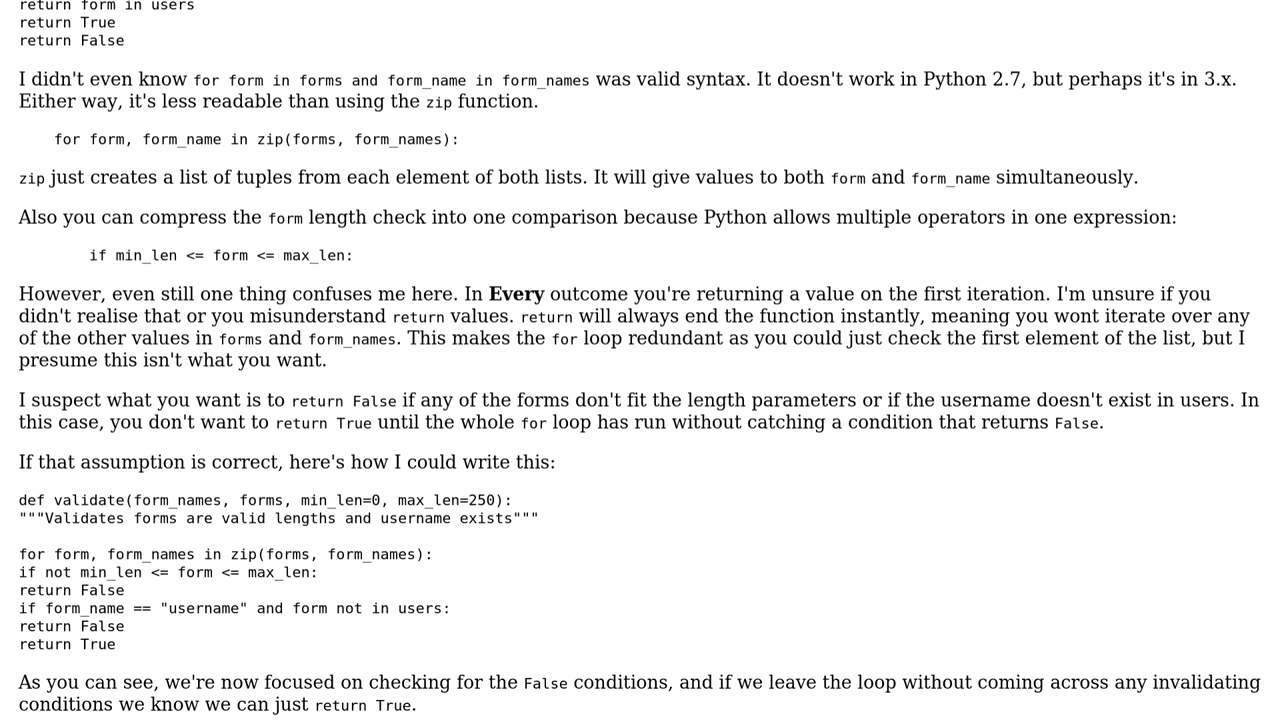 return form in users
return True
return False
I didn't even know for form in forms and form_name in form_names was valid syntax. It doesn't work in Python 2.7, but perhaps it's in 3.x.
Either way, it's less readable than using the zip function.
for form, form_name in zip(forms, form_names):
zip just creates a list of tuples from each element of both lists. It will give values to both form and form_name simultaneously.
Also you can compress the form length check into one comparison because Python allows multiple operators in one expression:
if min_len <= form <= max_len:
However, even still one thing confuses me here. In Every outcome you're returning a value on the first iteration. I'm unsure if you
didn't realise that or you misunderstand return values. return will always end the function instantly, meaning you wont iterate over any
of the other values in forms and form_names. This makes the for loop redundant as you could just check the first element of the list, but I
presume this isn't what you want.
I suspect what you want is to return False if any of the forms don't fit the length parameters or if the username doesn't exist in users. In
this case, you don't want to return True until the whole for loop has run without catching a condition that returns False.
If that assumption is correct, here's how I could write this:
def validate(form_names, forms, min_len=0, max_len=250):
"""Validates forms are valid lengths and username exists"""
for form, form_names in zip(forms, form_names):
if not min_len <= form <= max_len:
return False
if form_name == "username" and form not in users:
return False
return True
As you can see, we're now focused on checking for the False conditions, and if we leave the loop without coming across any invalidating
conditions we know we can just return True.